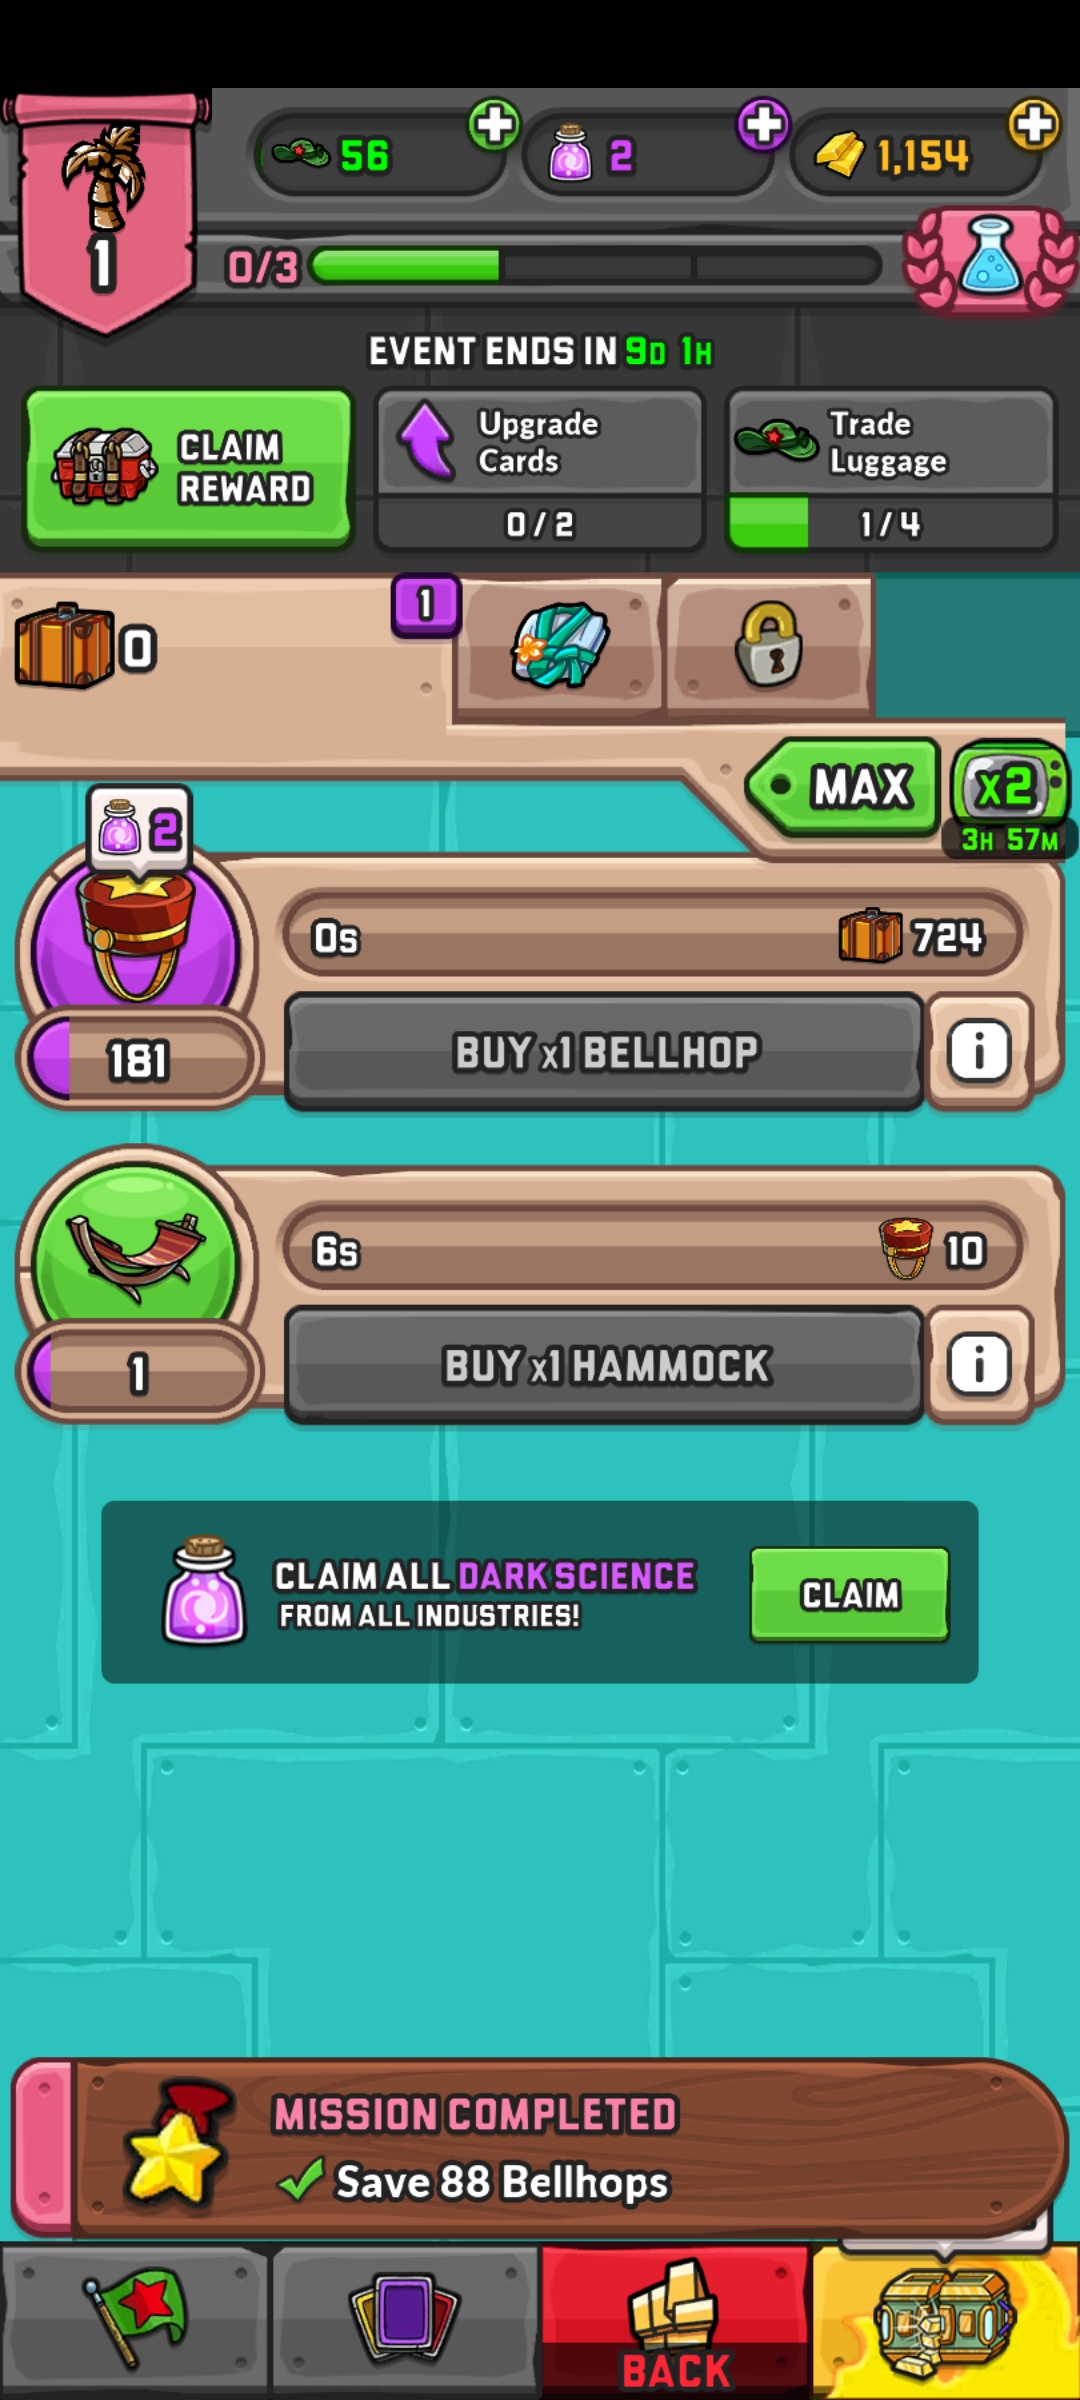 56
2
1,154
1
0/3
EVENT ENDS IN 9D 1H
CLAIM
REWARD
Upgrade
Cards
0/2
Trade
Luggage
1/4
0
1
MAX
x2
3H 57M
2
0s
724
181
BUY x1 BELLHOP
i
6s
10
1
BUY x1 HAMMOCK
i
CLAIM ALL DARK SCIENCE
FROM ALL INDUSTRIES!
CLAIM
MISSION COMPLETED
Save 88 Bellhops
BACK